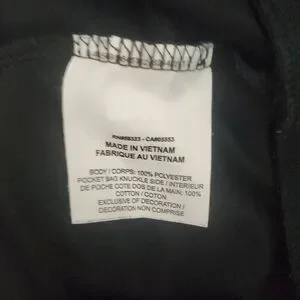 MADE IN VIETNAM
FABRIQUE AU VIETNAM
BODY / CORPS: 100% POLYESTER
POCKET BAG KNUCKLE SIDE / INTERIEUR
DE POCHE COTE DOS DE LA MAIN: 100%
COTTON / COTON
EXCLUSIVE OF DECORATION /
DECORATION NON COMPRISE